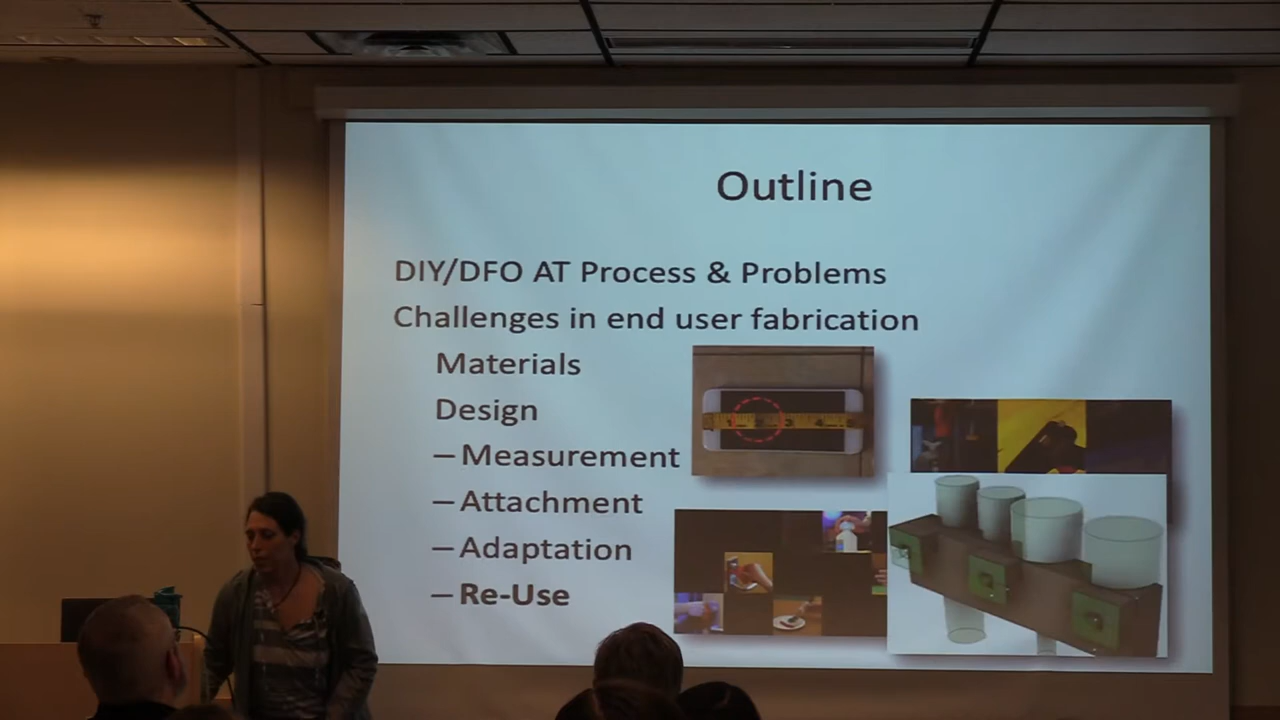 Outline
DIY/DFO AT Process & Problems
Challenges in end user fabrication
Materials
Design
–Measurement
–Attachment
–Adaptation
–Re-Use